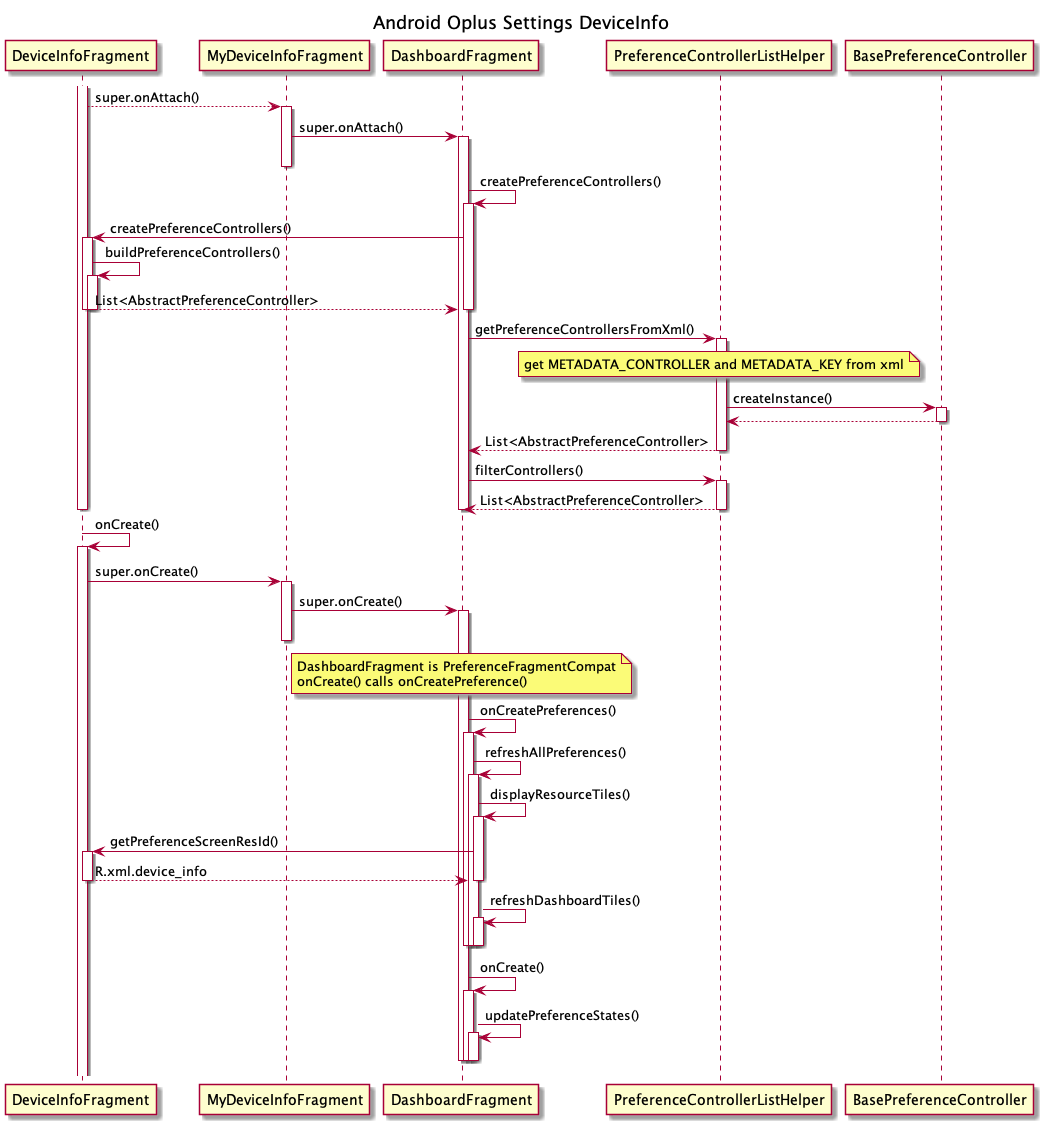 Android Oplus Settings DeviceInfo
DeviceInfoFragment
MyDeviceInfoFragment
DashboardFragment
PreferenceControllerListHelper
BasePreferenceController
super.onAttach()
super.onAttach()
createPreferenceControllers()
createPreferenceControllers()
buildPreferenceControllers()
List<AbstractPreferenceController>
getPreferenceControllersFromXml()
get METADATA_CONTROLLER and METADATA_KEY from xml
createInstance()
List<AbstractPreferenceController>
filterControllers()
List<AbstractPreferenceController>
onCreate()
super.onCreate()
super.onCreate()
DashboardFragment is PreferenceFragmentCompat
onCreate() calls onCreatePreference()
onCreatePreferences()
refreshAllPreferences()
displayResourceTiles()
getPreferenceScreenResId()
R.xml.device_info
refreshDashboardTiles()
onCreate()
updatePreferenceStates()
DeviceInfoFragment
MyDeviceInfoFragment
DashboardFragment
PreferenceControllerListHelper
BasePreferenceController